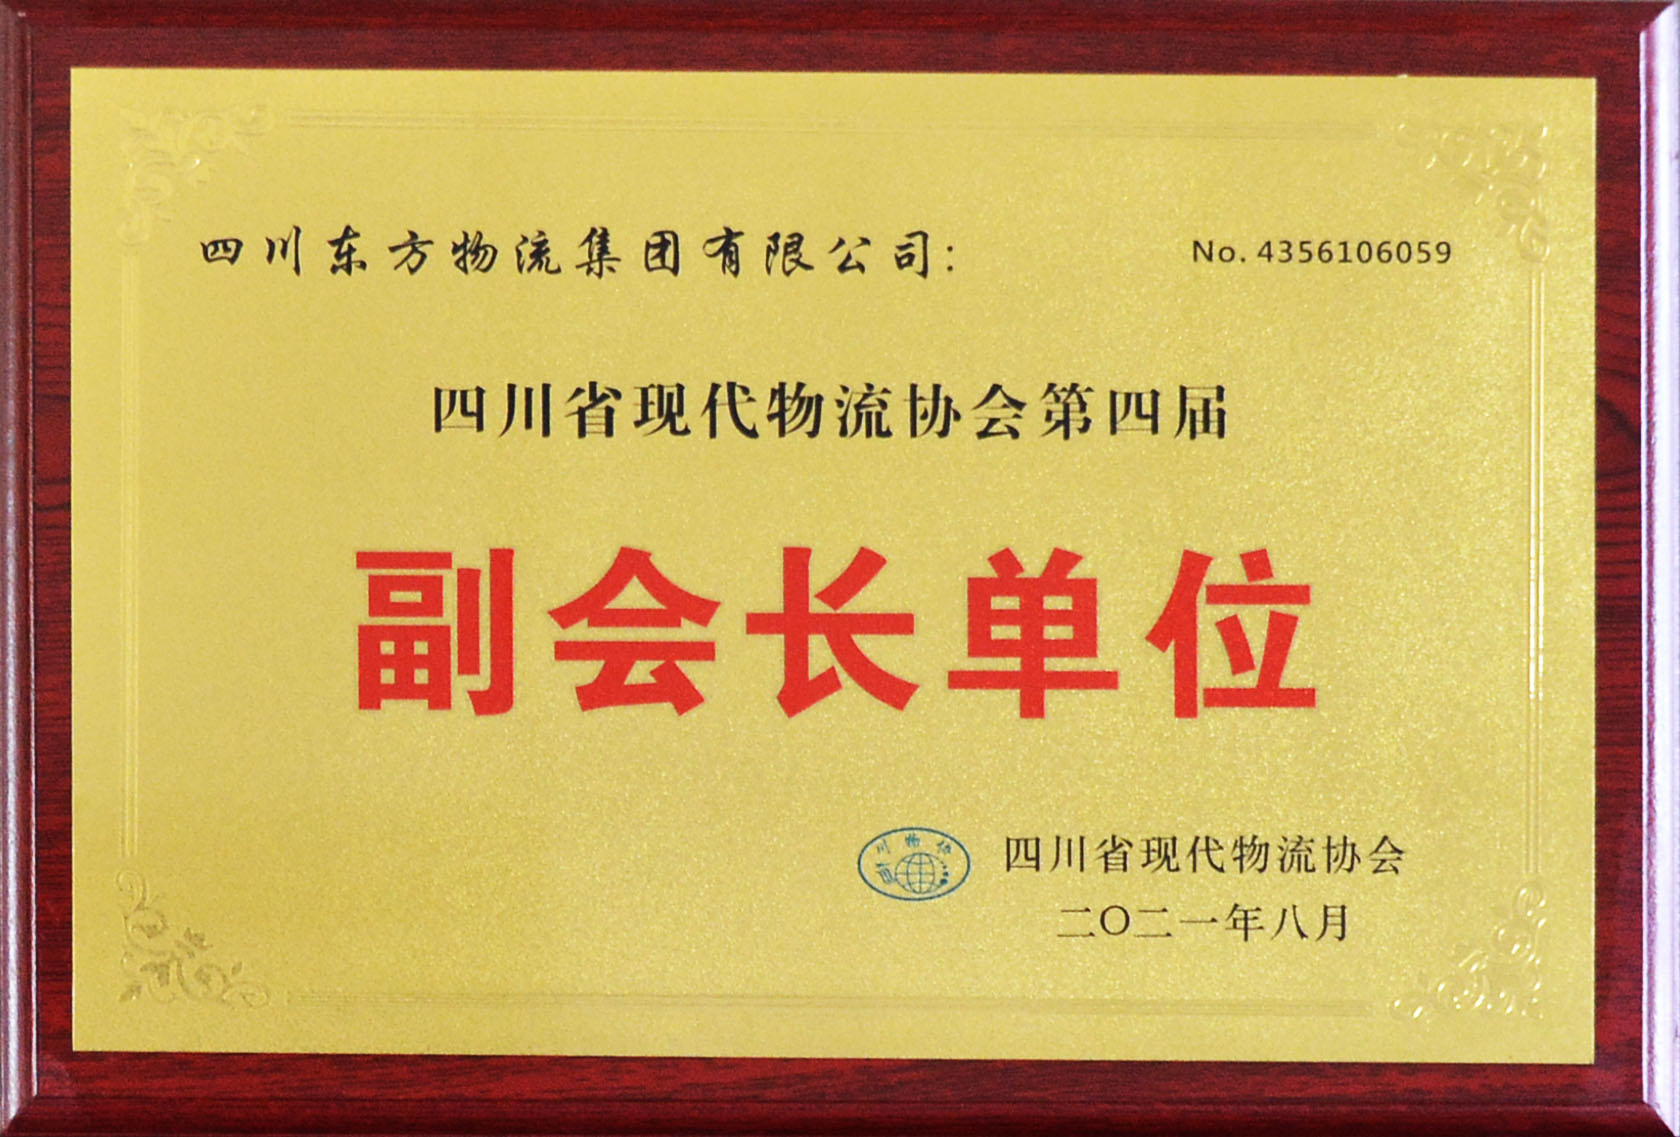 四川东方物流集团有限公司: No. 4356106059
四川省现代物流协会第四届
副会长单位
四川省现代物流协会
二〇二一年八月